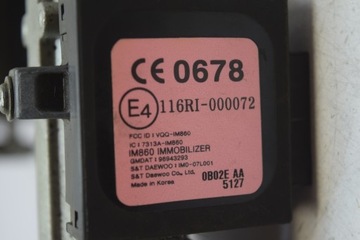 CE 0678
E4 116RI-000072
FCC ID : VQQ-IM860
IC : 7313A-IM860
IM860 IMMOBILIZER
GMDAT : 96943293
S&T DAEWOO : IMO-07L001
S&T Daewoo Co., Ltd.
Made in Korea
0B02E AA
5127